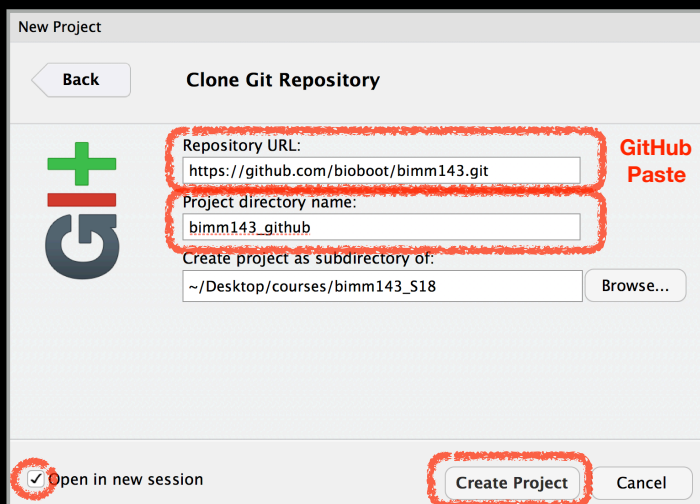 New Project
Back
Clone Git Repository
Repository URL:
https://github.com/bioboot/bimm143.git
GitHub
Paste
Project directory name:
bimm143_github
Create project as subdirectory of:
~/Desktop/courses/bimm143_S18
Browse...
GIt
Open in new session
Create Project
Cancel